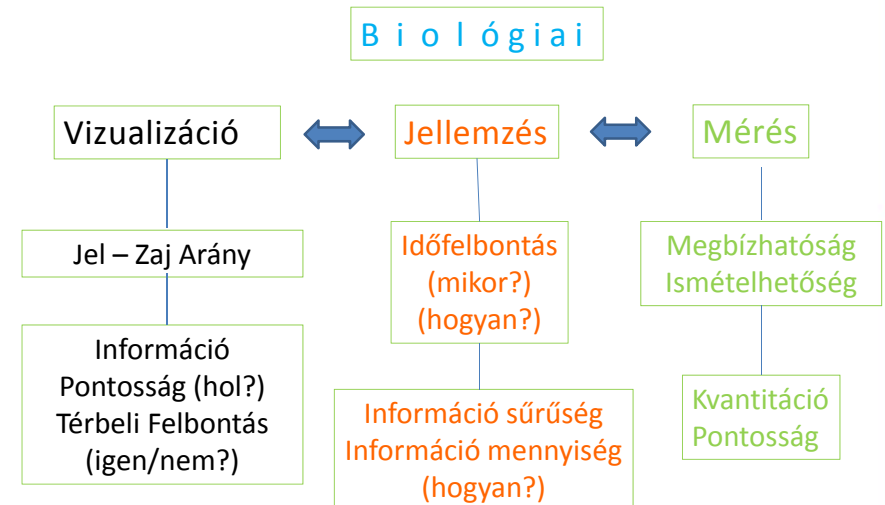 Biológiai
Vizualizáció
Jellemzés
Mérés
Jel – Zaj Arány
Információ
Pontosság (hol?)
Térbeli Felbontás
(igen/nem?)
Időfelbontás
(mikor?)
(hogyan?)
Információ sűrűség
Információ mennyiség
(hogyan?)
Megbízhatóság
Ismételhetőség
Kvantitáció
Pontosság